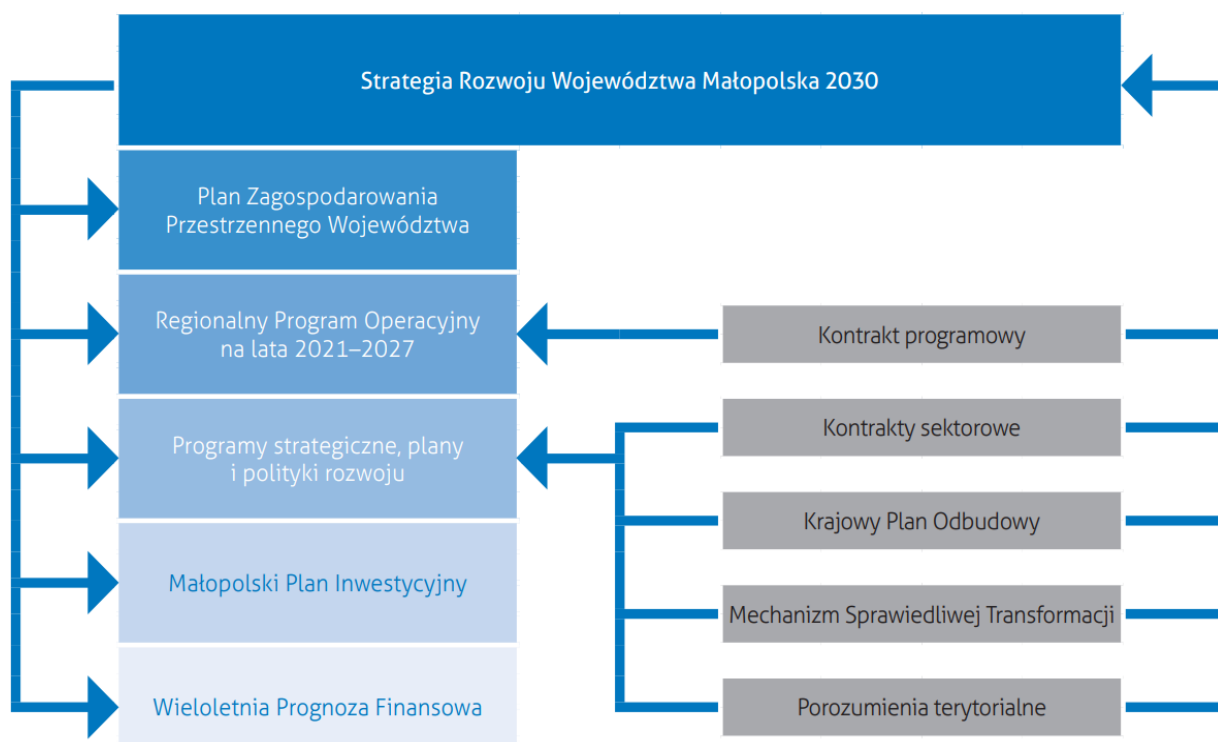 Strategia Rozwoju Województwa Małopolska 2030
Plan Zagospodarowania
Przestrzennego Województwa
Regionalny Program Operacyjny
na lata 2021–2027
Programy strategiczne, plany
i polityki rozwoju
Małopolski Plan Inwestycyjny
Wieloletnia Prognoza Finansowa
Kontrakt programowy
Kontrakty sektorowe
Krajowy Plan Odbudowy
Mechanizm Sprawiedliwej Transformacji
Porozumienia terytorialne